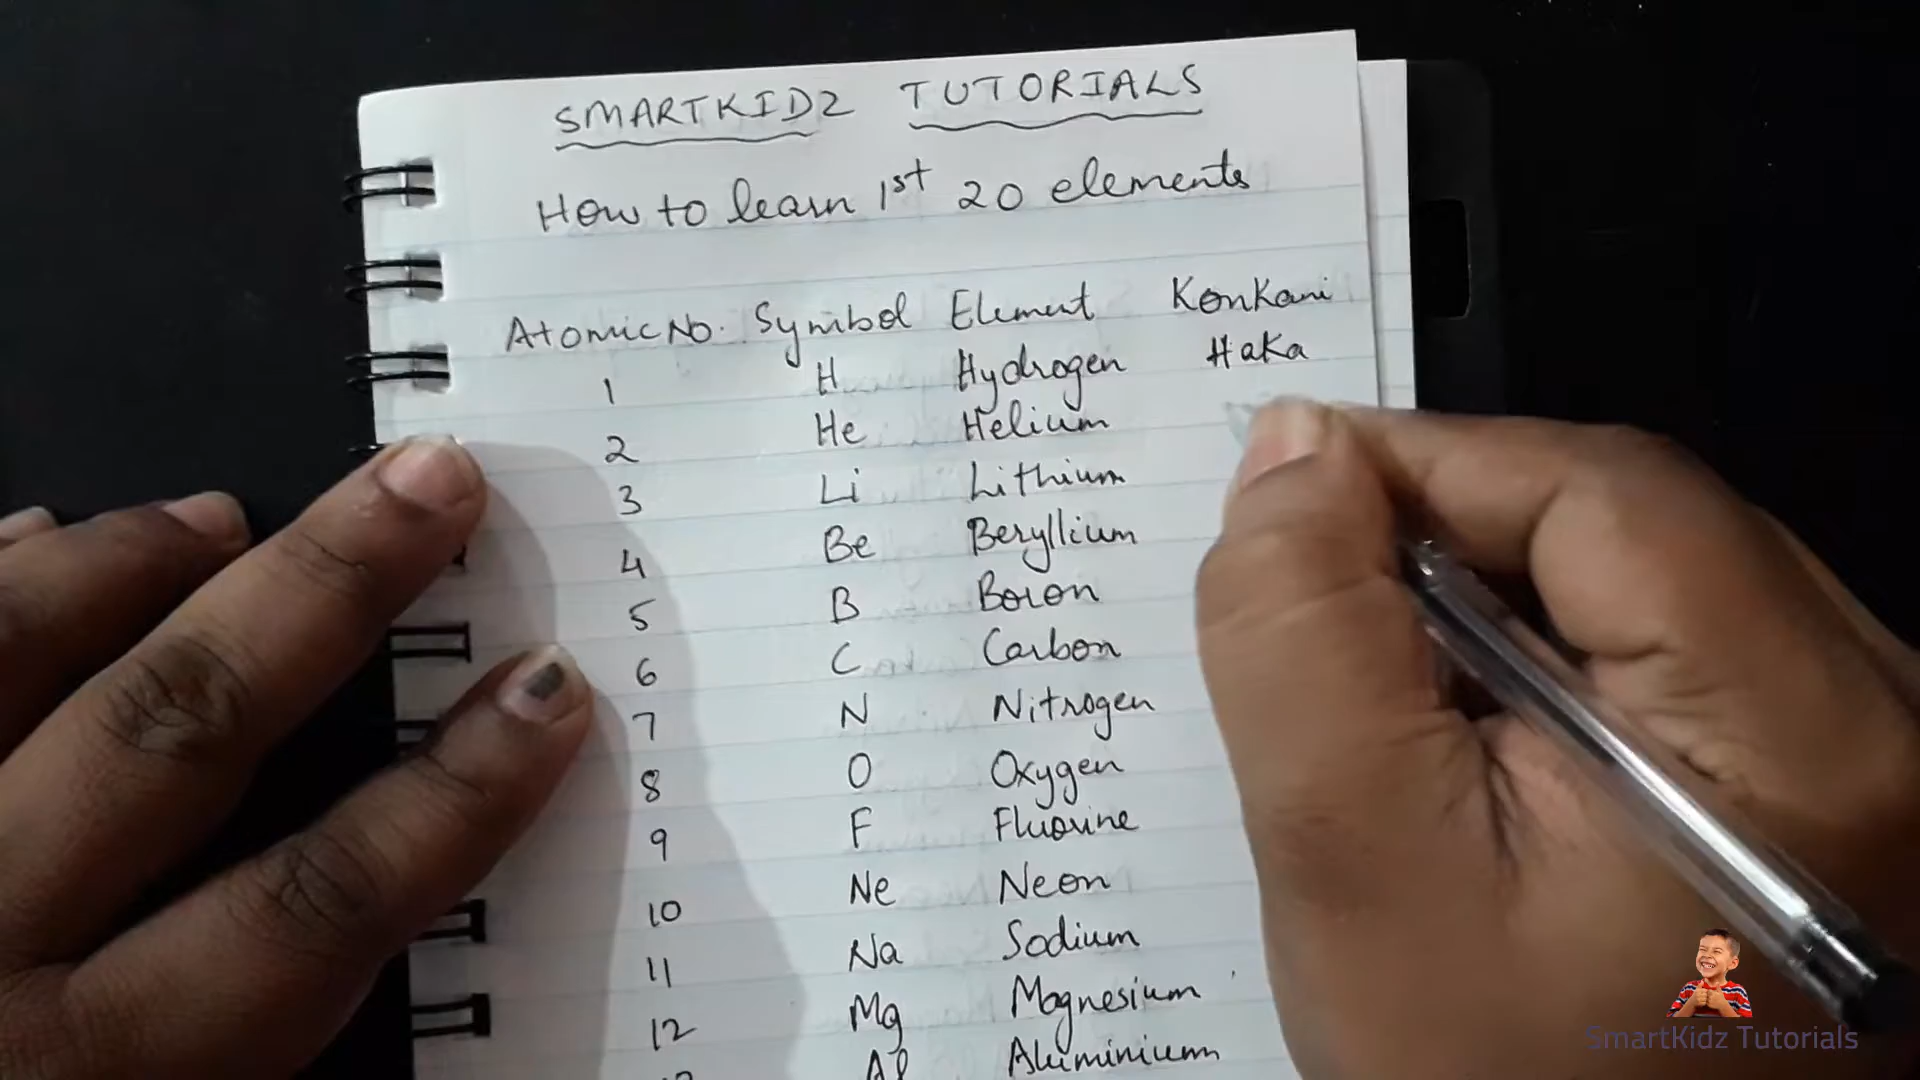 SMARTKIDZ TUTORIALS
How to learn 1st 20 elements
Atomic No. Symbol Element Konkani
1 H Hydrogen Haka
2 He Helium
3 Li Lithium
4 Be Beryllium
5 B Boron
6 C Carbon
7 N Nitrogen
8 O Oxygen
9 F Fluorine
10 Ne Neon
11 Na Sodium
12 Mg Magnesium
Al Aluminium
SmartKidz Tutorials